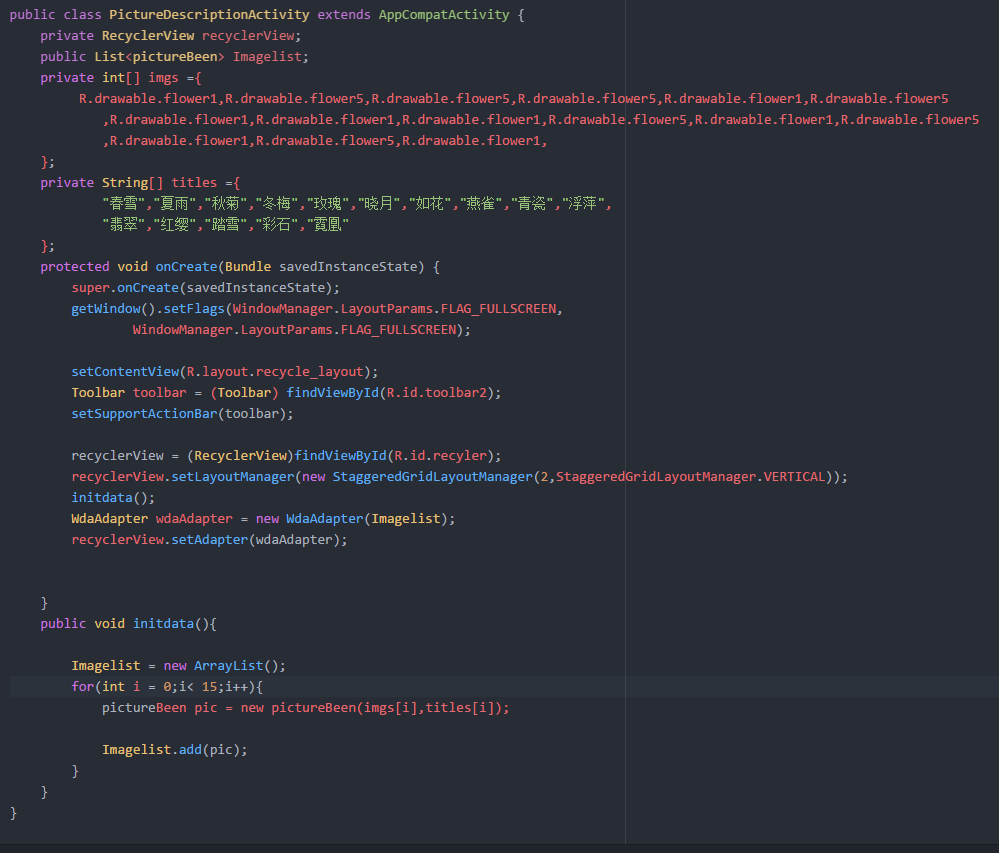 public class PictureDescriptionActivity extends AppCompatActivity {
    private RecyclerView recyclerView;
    public List<pictureBeen> Imagelist;
    private int[] imgs ={
         R.drawable.flower1,R.drawable.flower5,R.drawable.flower5,R.drawable.flower5,R.drawable.flower1,R.drawable.flower5
            ,R.drawable.flower1,R.drawable.flower1,R.drawable.flower1,R.drawable.flower5,R.drawable.flower1,R.drawable.flower5
            ,R.drawable.flower1,R.drawable.flower5,R.drawable.flower1,
    };
    private String[] titles ={
            "春雪","夏雨","秋菊","冬梅","玫瑰","晓月","如花","燕雀","青瓷","浮萍",
            "翡翠","红缨","踏雪","彩石","霓凰"
    };
    protected void onCreate(Bundle savedInstanceState) {
        super.onCreate(savedInstanceState);
        getWindow().setFlags(WindowManager.LayoutParams.FLAG_FULLSCREEN,
                WindowManager.LayoutParams.FLAG_FULLSCREEN);
        setContentView(R.layout.recycle_layout);
        Toolbar toolbar = (Toolbar) findViewById(R.id.toolbar2);
        setSupportActionBar(toolbar);
        recyclerView = (RecyclerView)findViewById(R.id.recyler);
        recyclerView.setLayoutManager(new StaggeredGridLayoutManager(2,StaggeredGridLayoutManager.VERTICAL));
        initdata();
        WdaAdapter wdaAdapter = new WdaAdapter(Imagelist);
        recyclerView.setAdapter(wdaAdapter);
    }
    public void initdata(){
        Imagelist = new ArrayList();
        for(int i = 0;i< 15;i++){
            pictureBeen pic = new pictureBeen(imgs[i],titles[i]);
            Imagelist.add(pic);
        }
    }
}